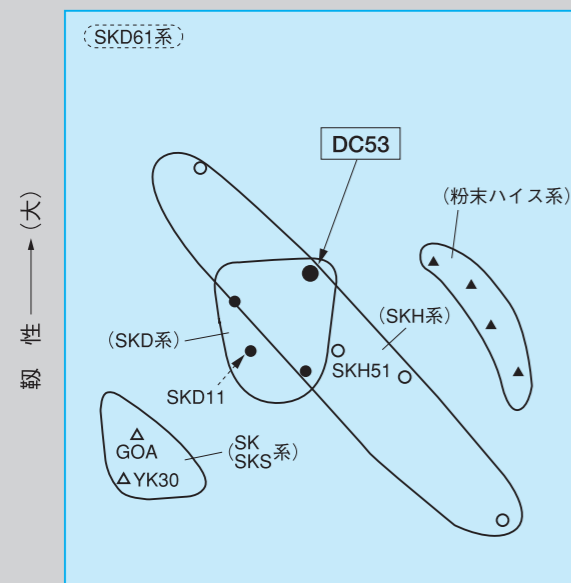 SKD61系
DC53
(粉末ハイス系)
(SKH系)
(SKD系)
SKH51
SKD11
GOA
YK30
(SK
SKS系)
靱 性 → (大)